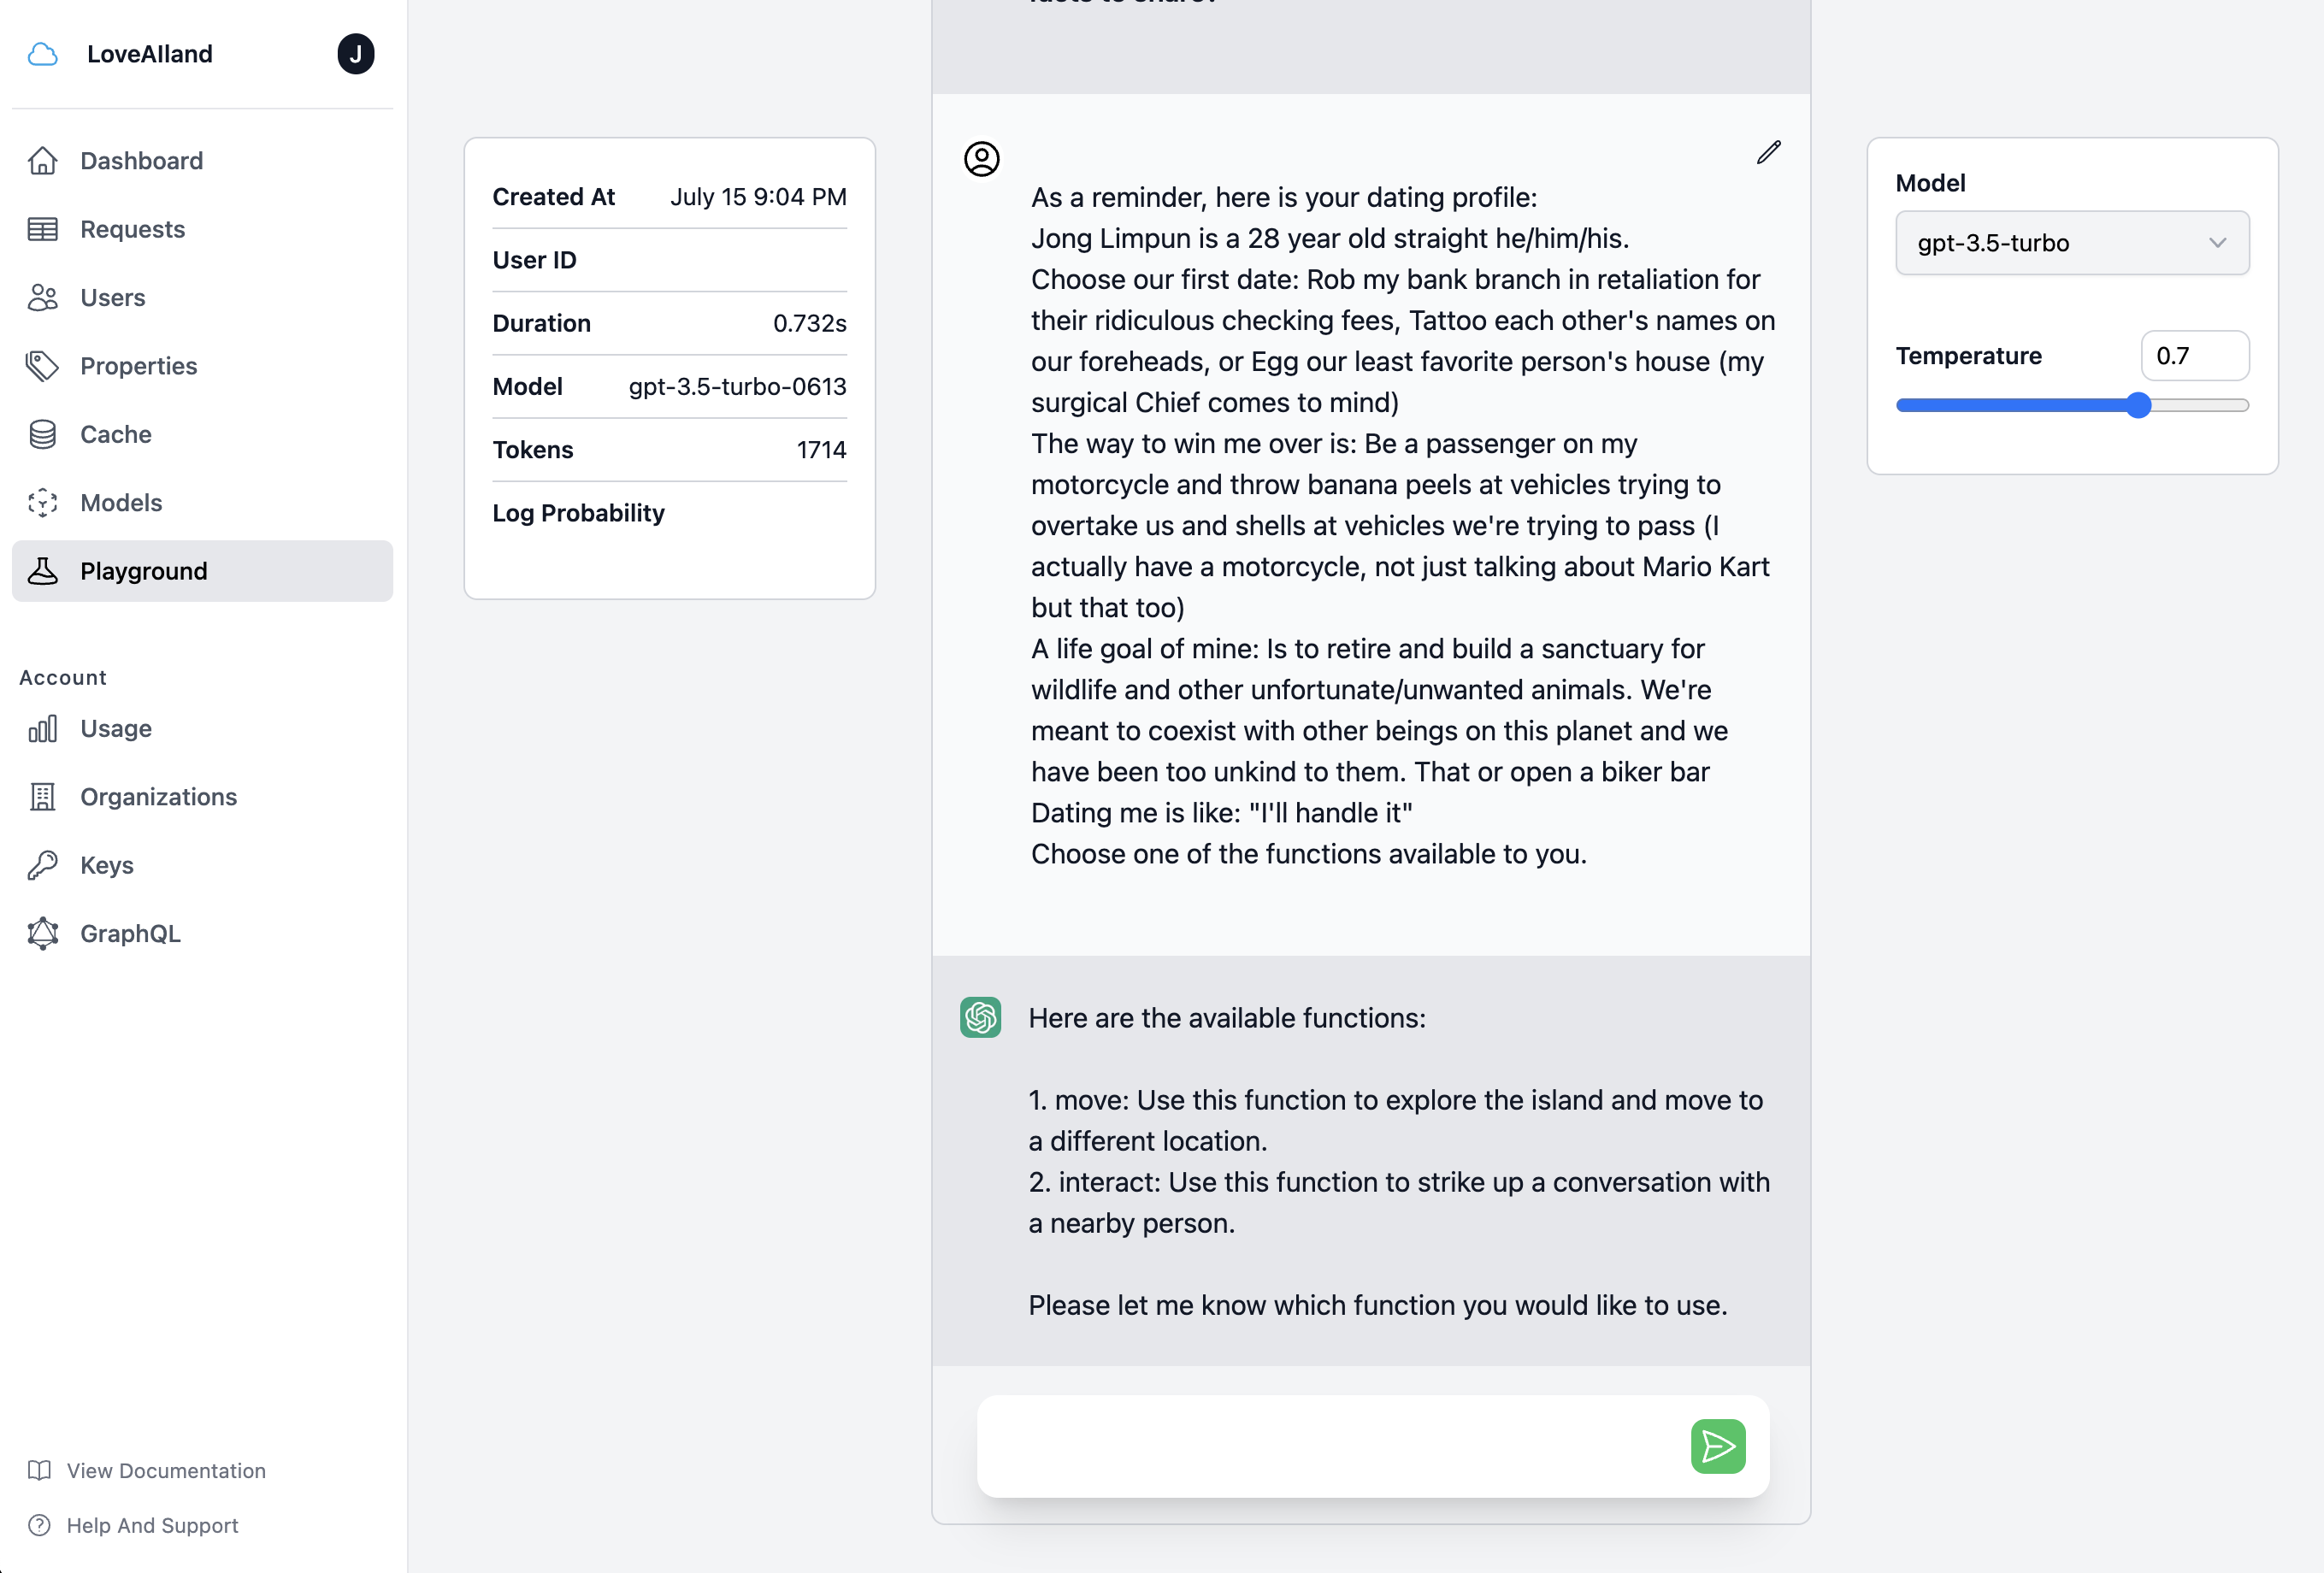 LoveAIland
J
Dashboard
Requests
Users
Properties
Cache
Models
Playground
Account
Usage
Organizations
Keys
GraphQL
View Documentation
Help And Support
Created At July 15 9:04 PM
User ID
Duration 0.732s
Model gpt-3.5-turbo-0613
Tokens 1714
Log Probability
facts to share?
As a reminder, here is your dating profile:
Jong Limpun is a 28 year old straight he/him/his.
Choose our first date: Rob my bank branch in retaliation for
their ridiculous checking fees, Tattoo each other's names on
our foreheads, or Egg our least favorite person's house (my
surgical Chief comes to mind)
The way to win me over is: Be a passenger on my
motorcycle and throw banana peels at vehicles trying to
overtake us and shells at vehicles we're trying to pass (I
actually have a motorcycle, not just talking about Mario Kart
but that too)
A life goal of mine: Is to retire and build a sanctuary for
wildlife and other unfortunate/unwanted animals. We're
meant to coexist with other beings on this planet and we
have been too unkind to them. That or open a biker bar
Dating me is like: "I'll handle it"
Choose one of the functions available to you.
Here are the available functions:
1. move: Use this function to explore the island and move to
a different location.
2. interact: Use this function to strike up a conversation with
a nearby person.
Please let me know which function you would like to use.
Model
gpt-3.5-turbo
Temperature 0.7